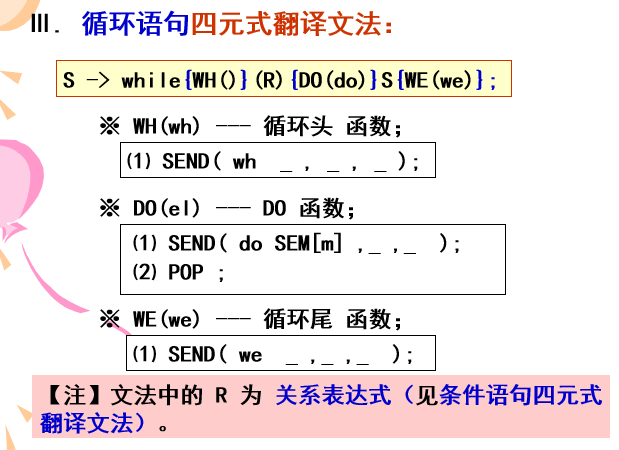 Ⅲ. 循环语句四元式翻译文法：
S -> while{WH()}(R){DO(do)}S{WE(we)};
※ WH(wh) --- 循环头 函数；
⑴ SEND( wh _ , _ , _ );
※ DO(el) --- DO 函数；
⑴ SEND( do SEM[m] ,_ ,_ );
⑵ POP ;
※ WE(we) --- 循环尾 函数；
⑴ SEND( we _ ,_ ,_ );
【注】文法中的 R 为 关系表达式（见条件语句四元式
翻译文法）。